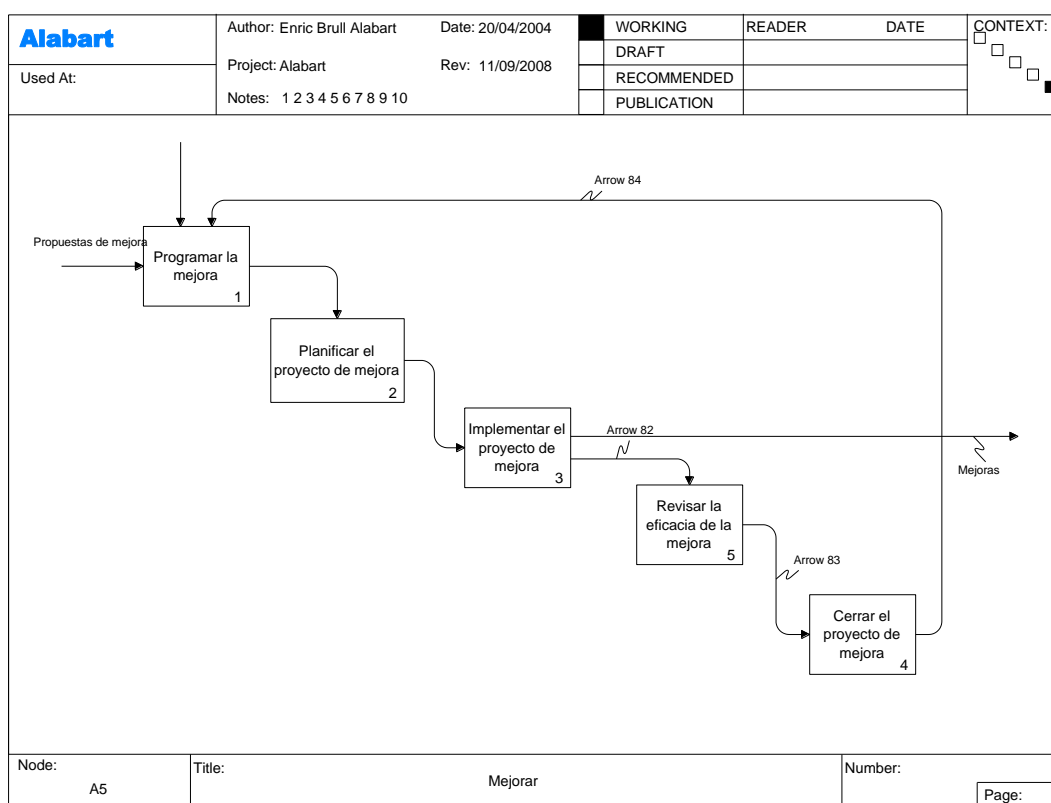 Alabart
Used At:
Author: Enric Brull Alabart
Date: 20/04/2004
Project: Alabart
Rev: 11/09/2008
Notes: 1 2 3 4 5 6 7 8 9 10
WORKING
DRAFT
RECOMMENDED
PUBLICATION
READER
DATE
CONTEXT:
Arrow 84
Propuestas de mejora
Programar la
mejora
1
Planificar el
proyecto de mejora
2
Implementar el
proyecto de
mejora
3
Arrow 82
Mejoras
Revisar la
eficacia de la
mejora
5
Arrow 83
Cerrar el
proyecto de
mejora
4
Node:
A5
Title:
Mejorar
Number:
Page: